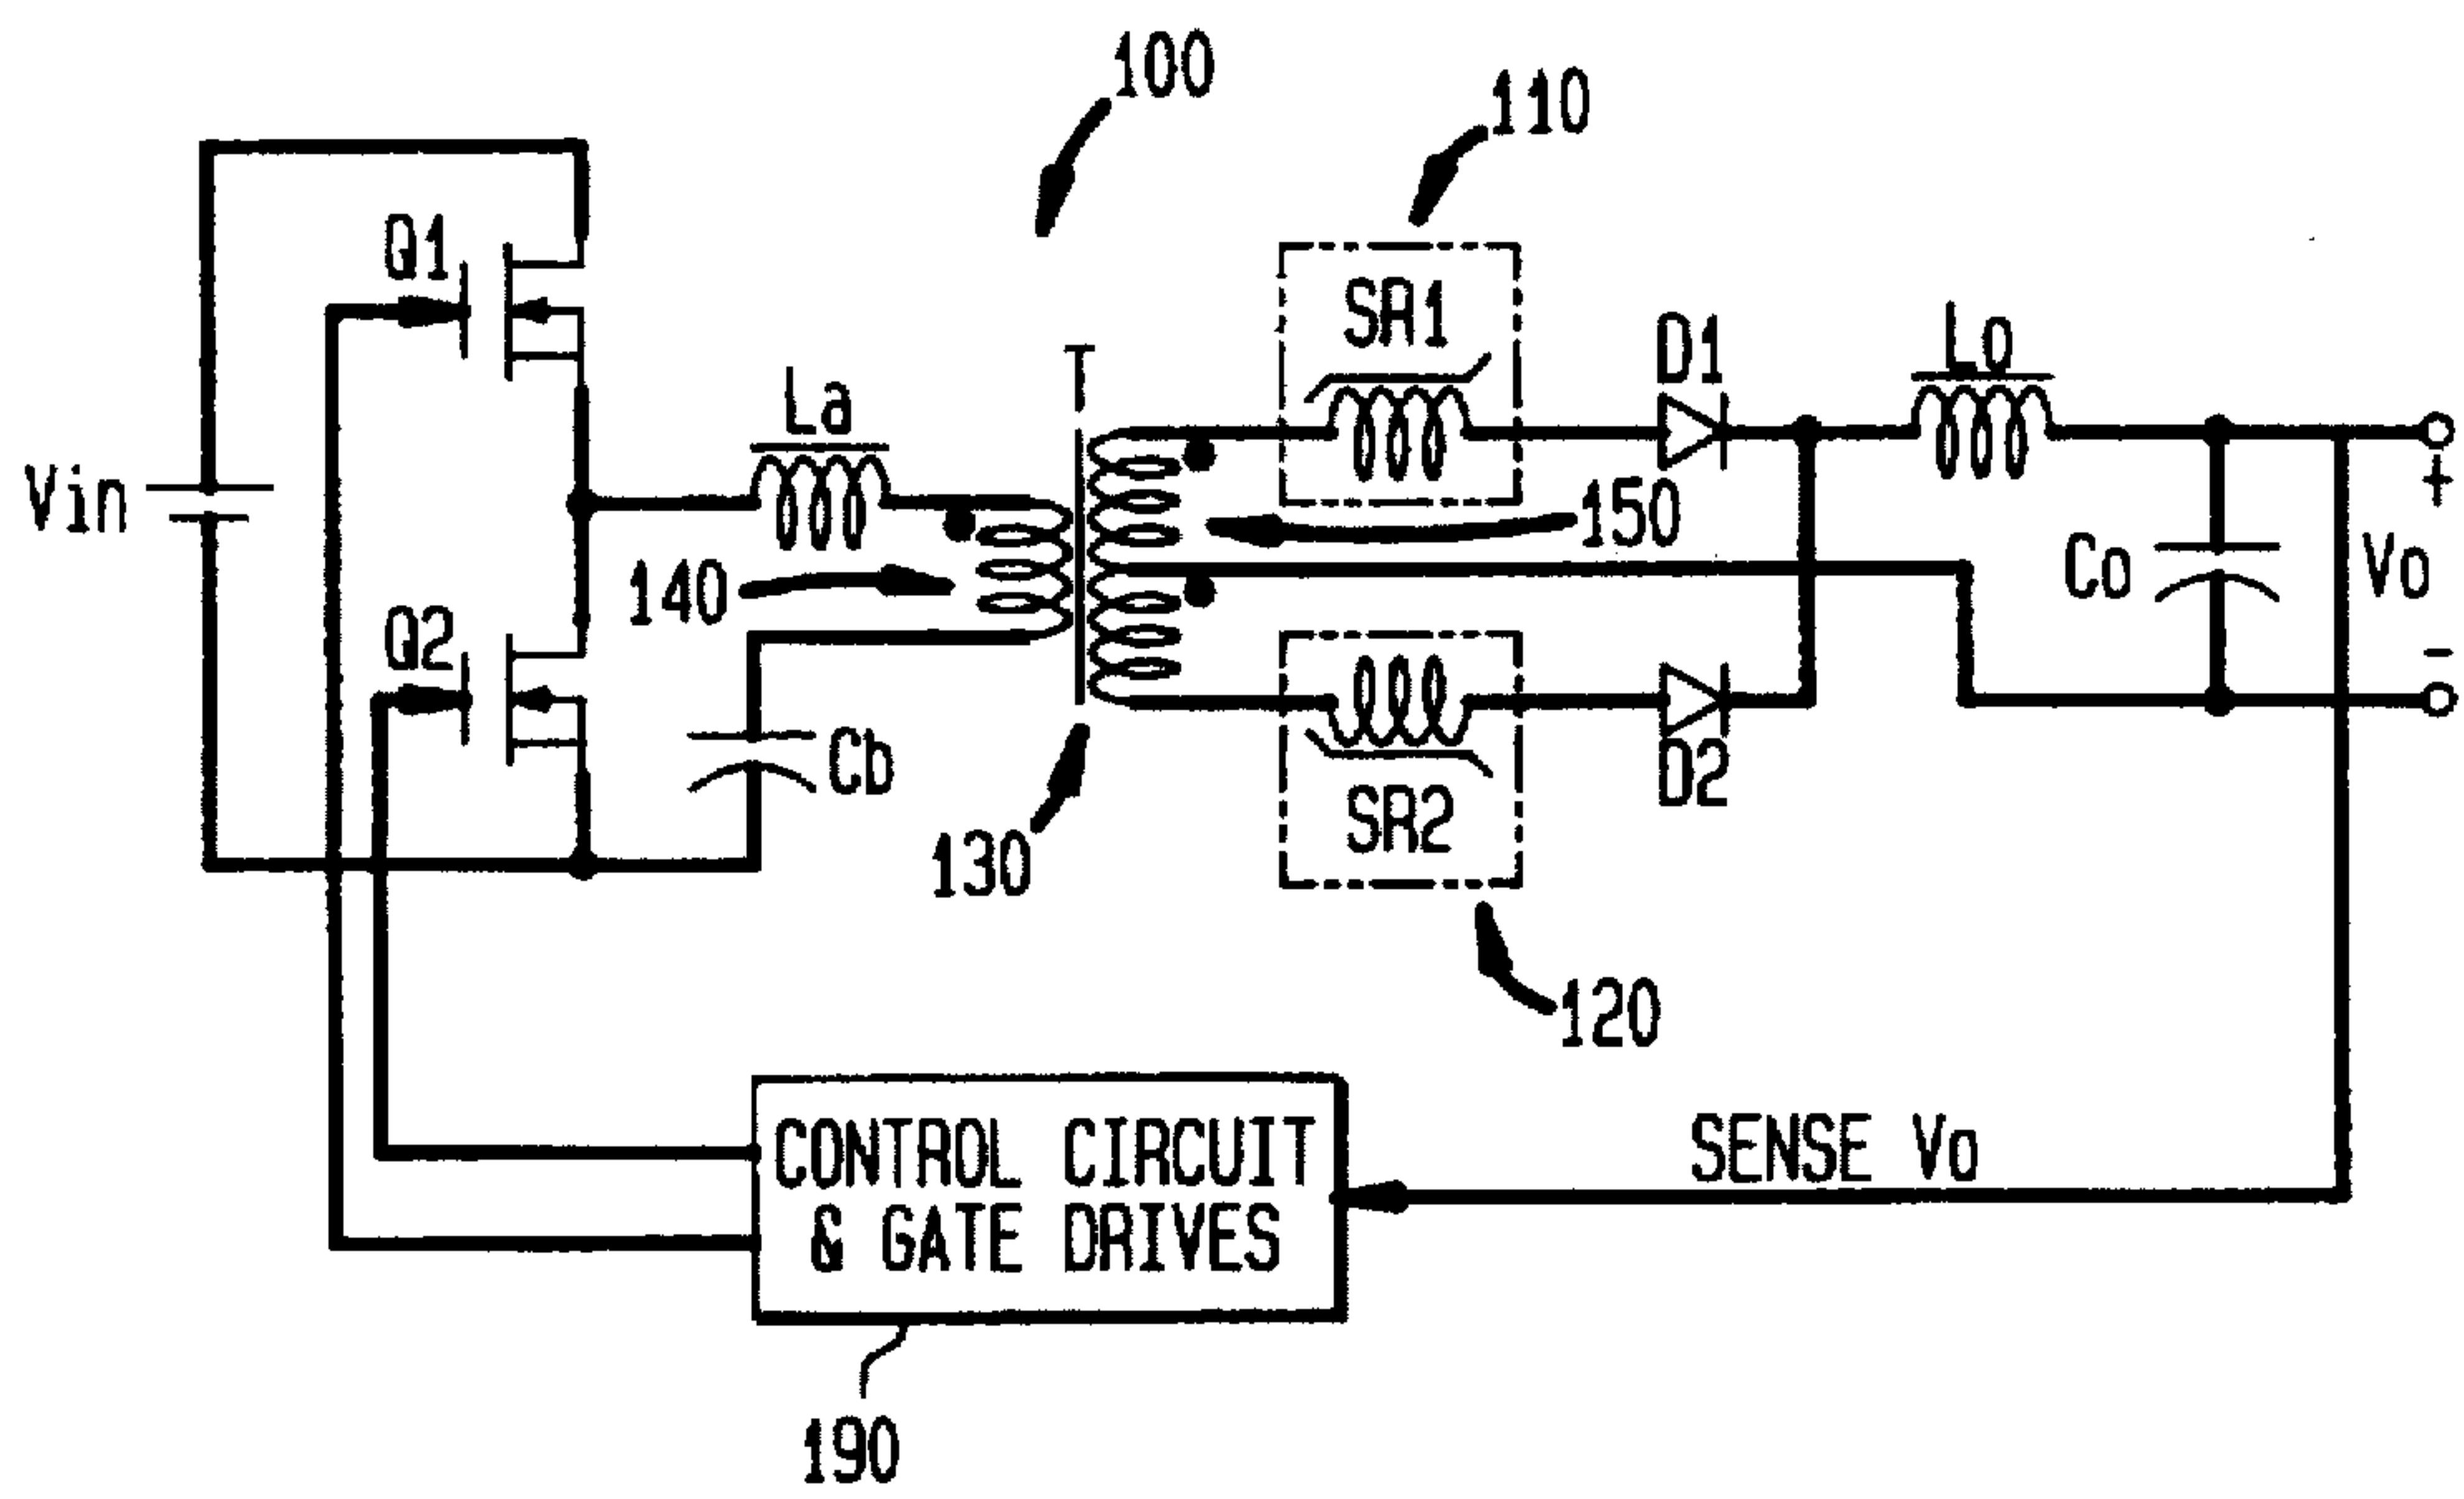 100
110
Q1
SR1
D1
Lo
La
T
+
Vin
150
140
Co
Vo
Q2
-
Cb
D2
SR2
130
120
CONTROL CIRCUIT
& GATE DRIVES
SENSE Vo
190